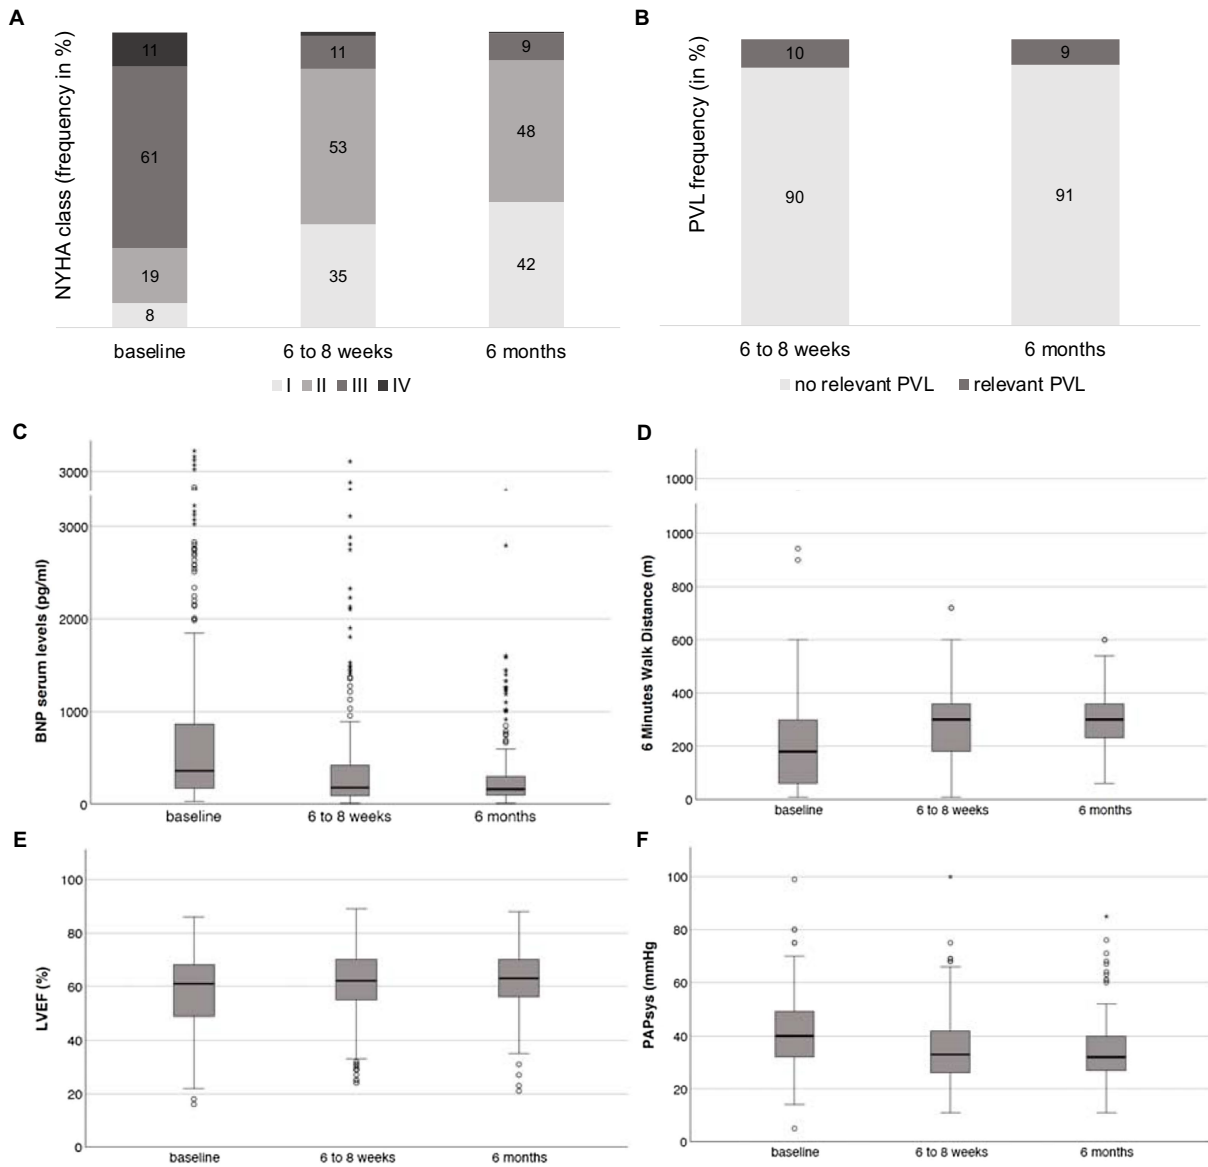 A
NYHA class (frequency in %)
11
61
19
8
11
53
35
9
48
42
baseline
6 to 8 weeks
6 months
I II III IV
B
PVL frequency (in %)
10
90
9
91
6 to 8 weeks
6 months
no relevant PVL relevant PVL
C
BNP serum levels (pg/ml)
3000
3000
2000
1000
0
baseline
6 to 8 weeks
6 months
D
6 Minutes Walk Distance (m)
1000
1000
800
600
400
200
0
baseline
6 to 8 weeks
6 months
E
LVEF (%)
100
80
60
40
20
0
baseline
6 to 8 weeks
6 months
F
PAPsys (mmHg
100
80
60
40
20
0
baseline
6 to 8 weeks
6 months